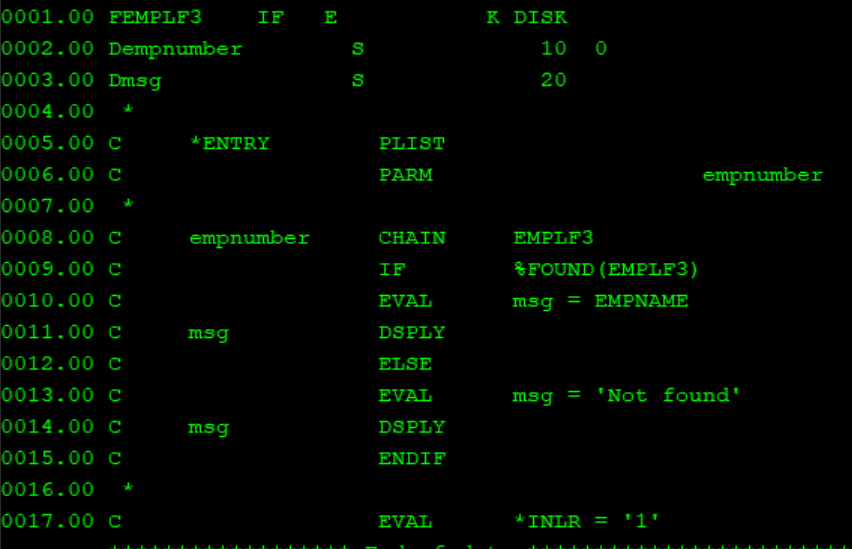 0001.00 FEMPLF3    IF   E           K DISK
0002.00 Dempnumber        S             10  0
0003.00 Dmsg              S             20
0004.00  *
0005.00 C     *ENTRY        PLIST
0006.00 C                   PARM                    empnumber
0007.00  *
0008.00 C     empnumber     CHAIN     EMPLF3
0009.00 C                   IF        %FOUND(EMPLF3)
0010.00 C                   EVAL      msg = EMPNAME
0011.00 C     msg           DSPLY
0012.00 C                   ELSE
0013.00 C                   EVAL      msg = 'Not found'
0014.00 C     msg           DSPLY
0015.00 C                   ENDIF
0016.00  *
0017.00 C                   EVAL      *INLR = '1'